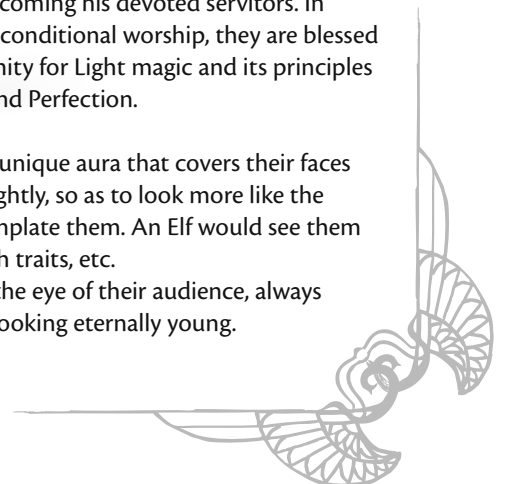 coming his devoted servitors. In
conditional worship, they are blessed
nity for Light magic and its principles
nd Perfection.
unique aura that covers their faces
ghtly, so as to look more like the
mplate them. An Elf would see them
h traits, etc.
the eye of their audience, always
ooking eternally young.